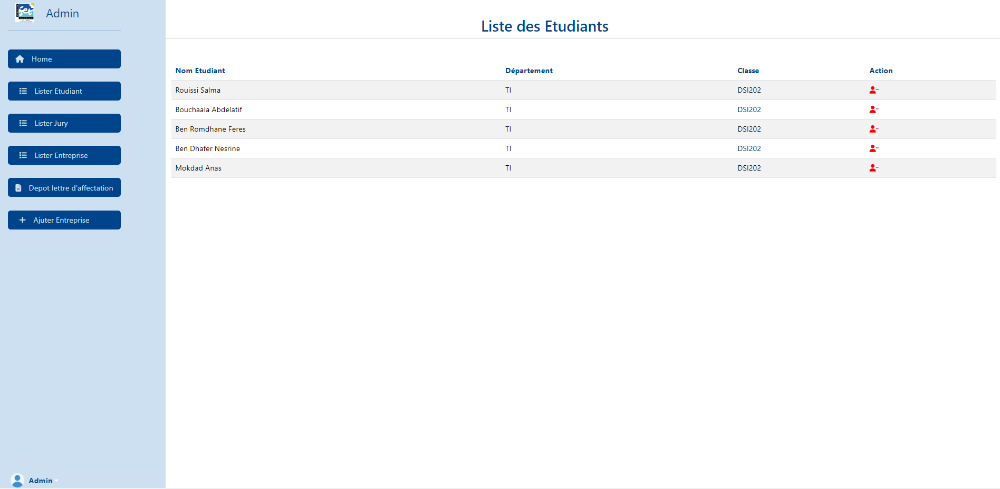 Admin
Home
Lister Etudiant
Lister Jury
Lister Entreprise
Depot lettre d'affectation
Ajuter Entreprise
Admin
Liste des Etudiants
Nom Etudiant Département Classe Action
Rouissi Salma TI DSI202
Bouchaala Abdelatif TI DSI202
Ben Romdhane Feres TI DSI202
Ben Dhafer Nesrine TI DSI202
Mokdad Anas TI DSI202